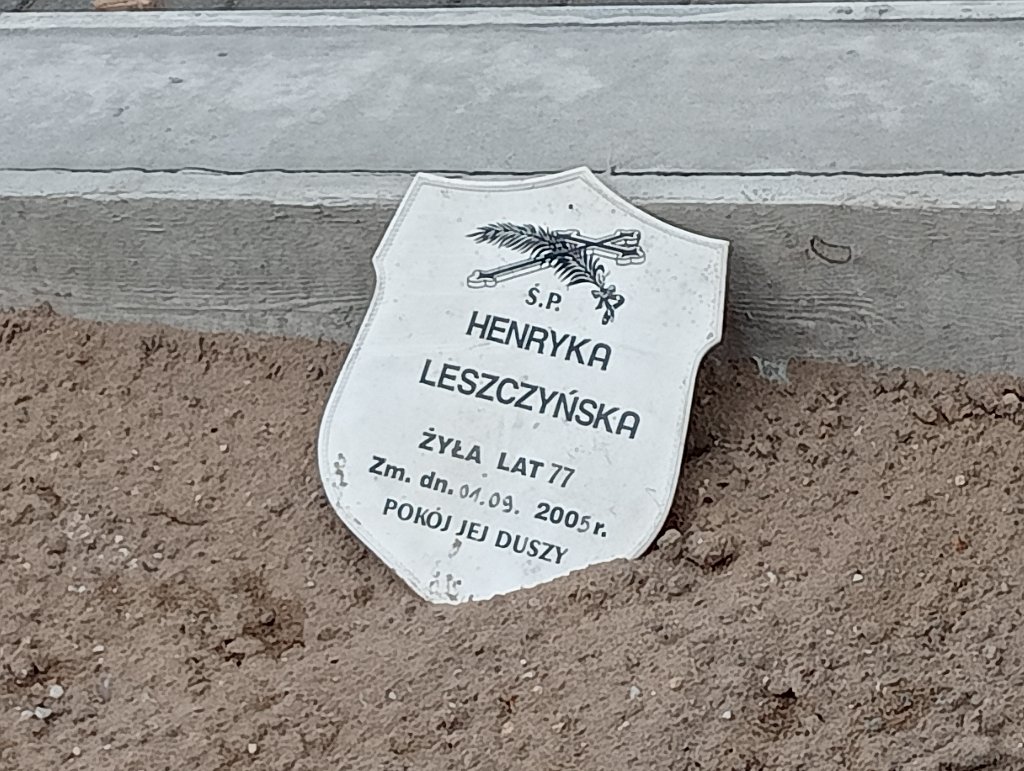 Ś.P.
HENRYKA
LESZCZYŃSKA
ŻYŁA LAT 77
Zm. dn. 01.09. 2005 r.
POKÓJ JEJ DUSZY